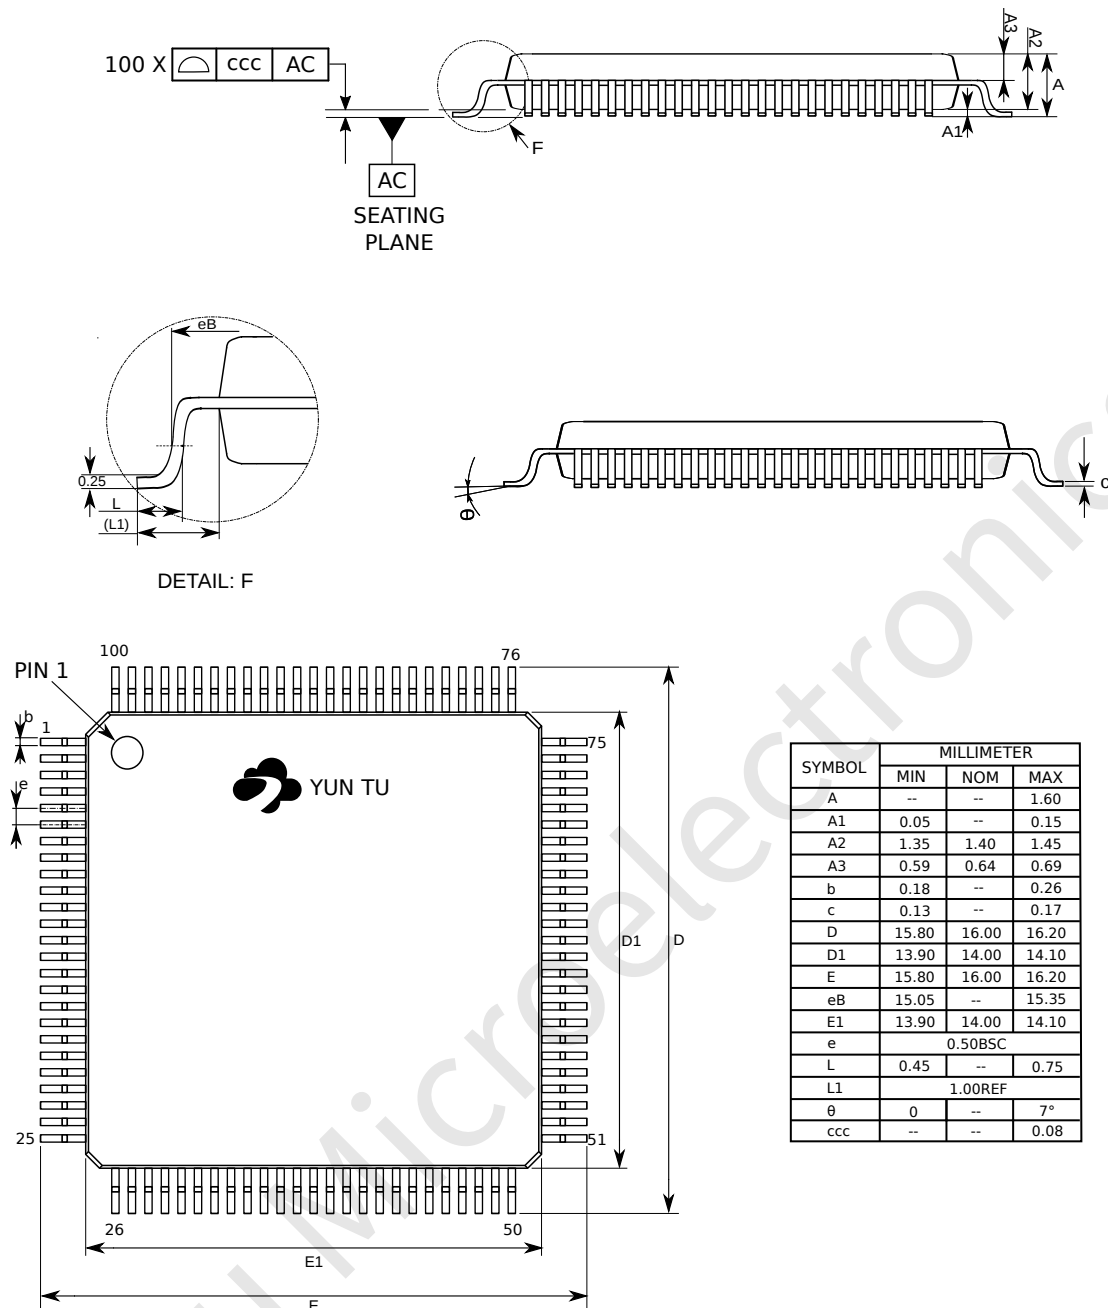 100 X ccc AC
A3
A2
A
A1
F
AC
SEATING
PLANE
eB
0.25
L
(L1)
DETAIL: F
θ
PIN 1
100
76
b
1
75
e
YUN TU
D1
D
25
51
26
50
E1
E
SYMBOL MILLIMETER
MIN NOM MAX
A -- -- 1.60
A1 0.05 -- 0.15
A2 1.35 1.40 1.45
A3 0.59 0.64 0.69
b 0.18 -- 0.26
c 0.13 -- 0.17
D 15.80 16.00 16.20
D1 13.90 14.00 14.10
E 15.80 16.00 16.20
eB 15.05 -- 15.35
E1 13.90 14.00 14.10
e 0.50BSC
L 0.45 -- 0.75
L1 1.00REF
θ 0 -- 7°
ccc -- -- 0.08
Microelectronic